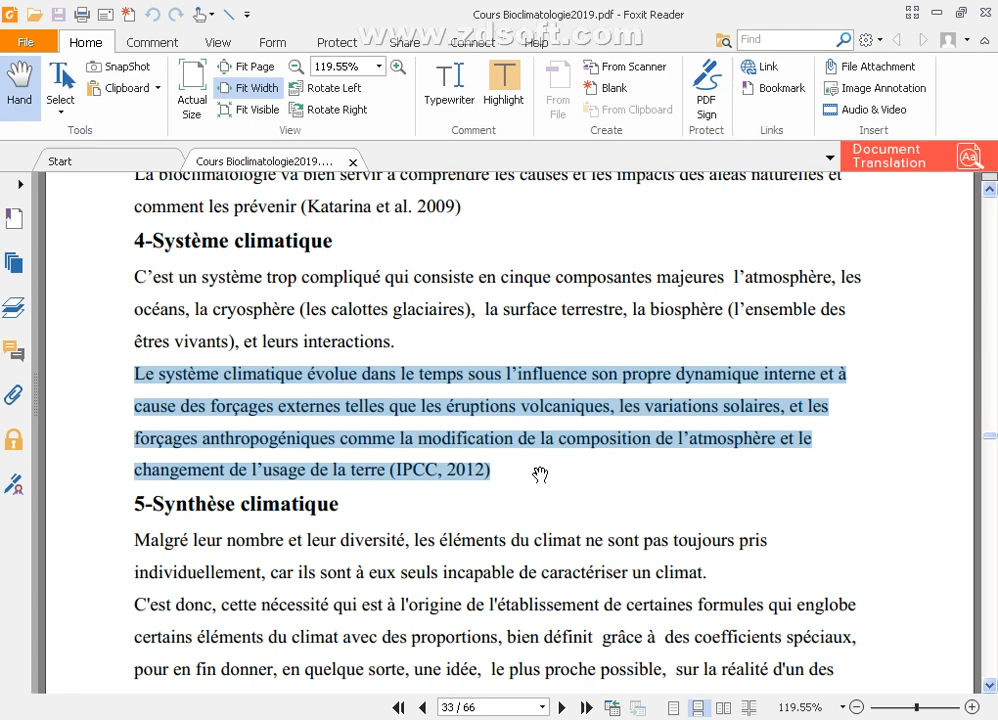 Cours Bioclimatologie2019.pdf - Foxit Reader
www.zdsoft.com
File Home Comment View Form Protect Share Connect Help Find
Hand
Select
SnapShot
Clipboard
Tools
Actual Size
Fit Page
Fit Width
Fit Visible
119.55%
Rotate Left
Rotate Right
View
Typewriter
Highlight
Comment
From File
From Scanner
Blank
From Clipboard
Create
PDF Sign
Protect
Link
Bookmark
Links
File Attachment
Image Annotation
Audio & Video
Insert
Start
Cours Bioclimatologie2019....
Document Translation
La bioclimatologie va bien servir à comprendre les causes et les impacts des aléas naturelles et
comment les prévenir (Katarina et al. 2009)
4-Système climatique
C’est un système trop compliqué qui consiste en cinque composantes majeures l’atmosphère, les
océans, la cryosphère (les calottes glaciaires), la surface terrestre, la biosphère (l’ensemble des
êtres vivants), et leurs interactions.
Le système climatique évolue dans le temps sous l’influence son propre dynamique interne et à
cause des forçages externes telles que les éruptions volcaniques, les variations solaires, et les
forçages anthropogéniques comme la modification de la composition de l’atmosphère et le
changement de l’usage de la terre (IPCC, 2012)
5-Synthèse climatique
Malgré leur nombre et leur diversité, les éléments du climat ne sont pas toujours pris
individuellement, car ils sont à eux seuls incapable de caractériser un climat.
C'est donc, cette nécessité qui est à l'origine de l'établissement de certaines formules qui englobe
certains éléments du climat avec des proportions, bien définit grâce à des coefficients spéciaux,
pour en fin donner, en quelque sorte, une idée, le plus proche possible, sur la réalité d'un des
33 / 66
119.55%